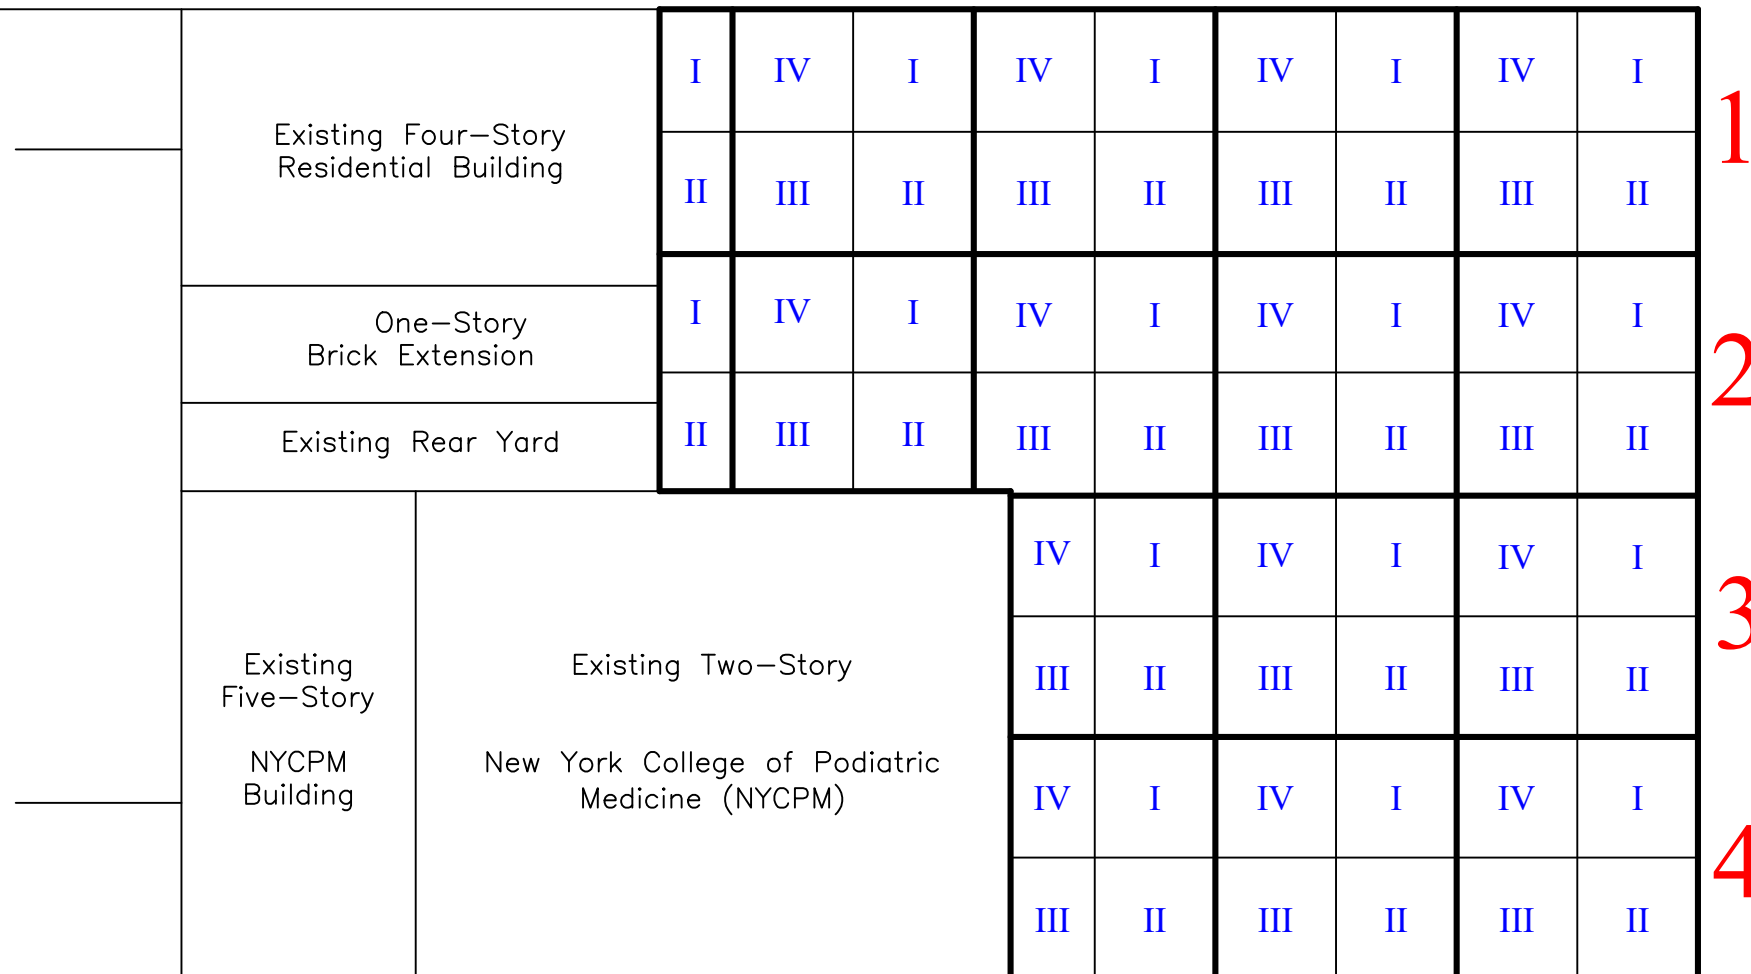 I IV I IV I IV I IV I
1
Existing Four-Story
Residential Building
II III II III II III II III II
I IV I IV I IV I IV I
One-Story
Brick Extension
2
Existing Rear Yard
II III II III II III II III II
IV I IV I IV I
3
Existing
Five-Story
NYCPM
Building
Existing Two-Story
New York College of Podiatric
Medicine (NYCPM)
III II III II III II
IV I IV I IV I
4
III II III II III II